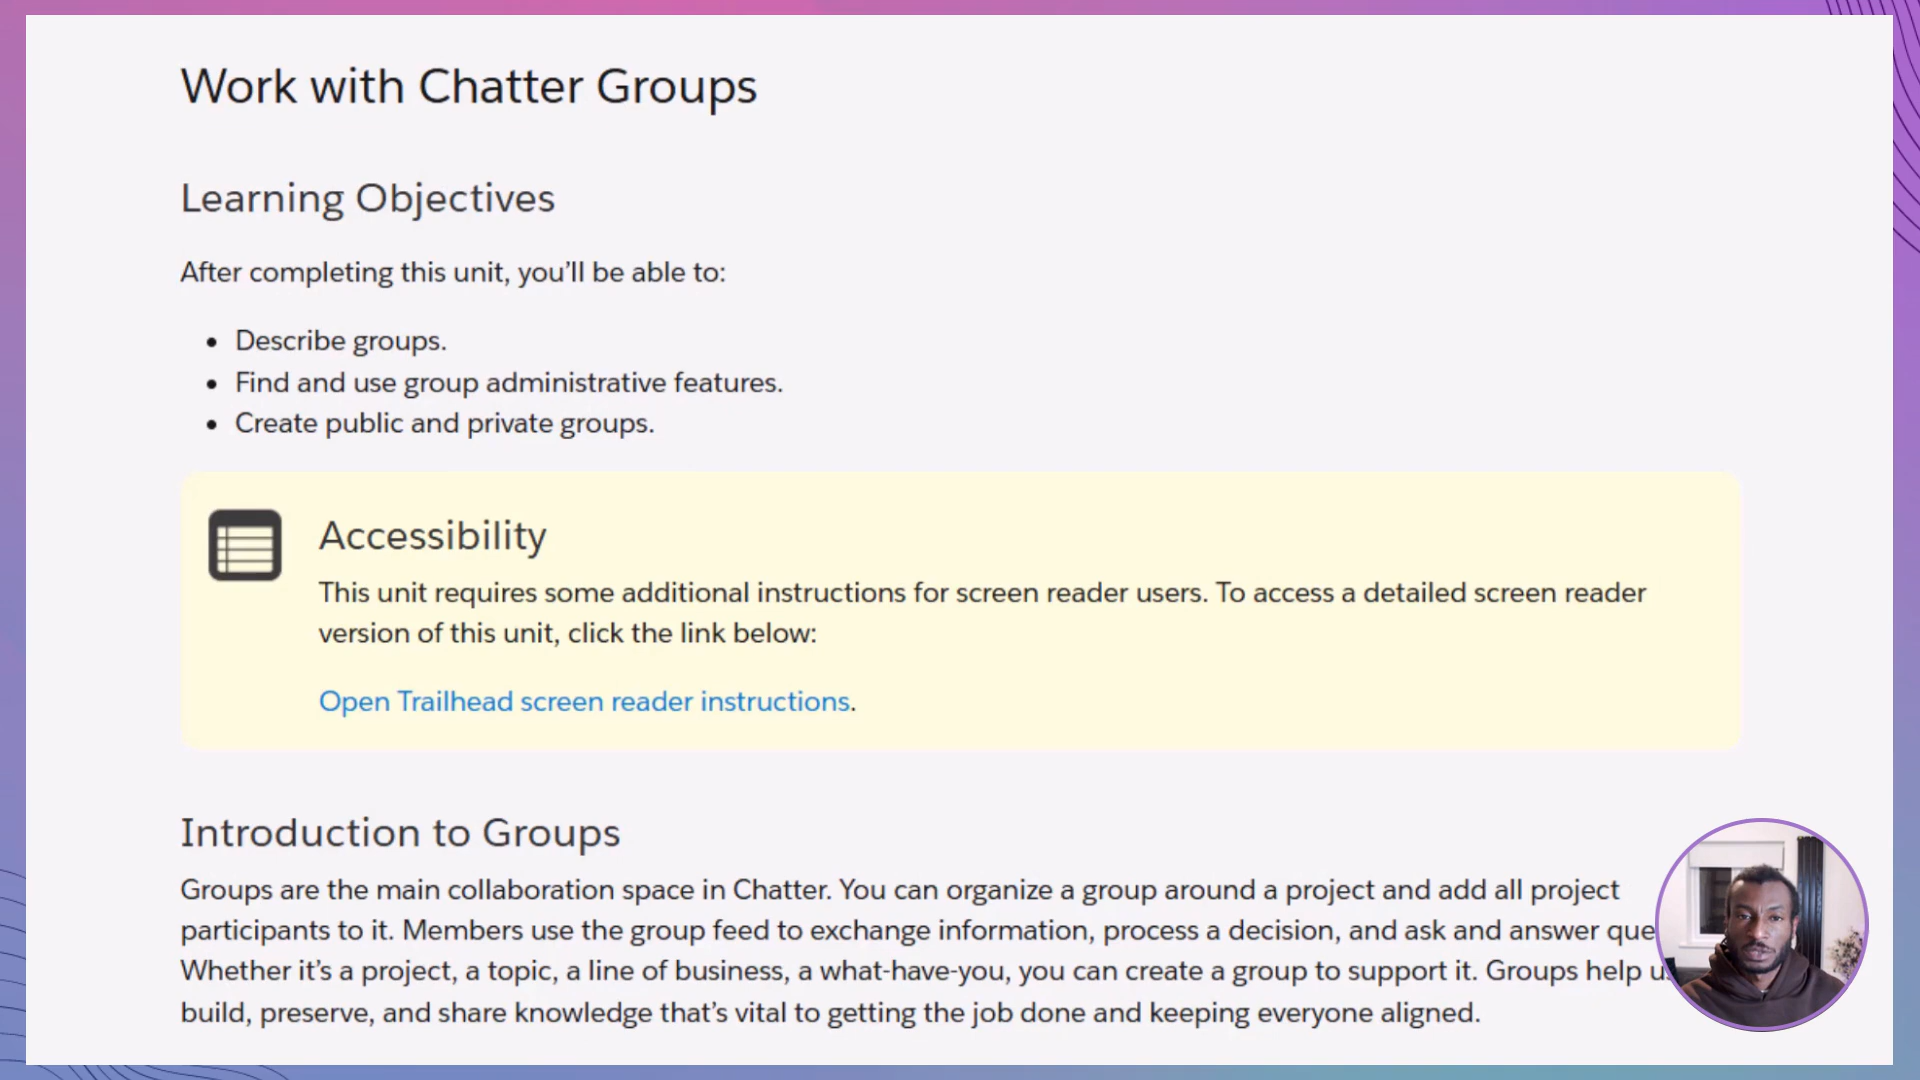 Work with Chatter Groups
Learning Objectives
After completing this unit, you’ll be able to:
• Describe groups.
• Find and use group administrative features.
• Create public and private groups.
Accessibility
This unit requires some additional instructions for screen reader users. To access a detailed screen reader
version of this unit, click the link below:
Open Trailhead screen reader instructions.
Introduction to Groups
Groups are the main collaboration space in Chatter. You can organize a group around a project and add all project
participants to it. Members use the group feed to exchange information, process a decision, and ask and answer que
Whether it’s a project, a topic, a line of business, a what-have-you, you can create a group to support it. Groups help
build, preserve, and share knowledge that’s vital to getting the job done and keeping everyone aligned.